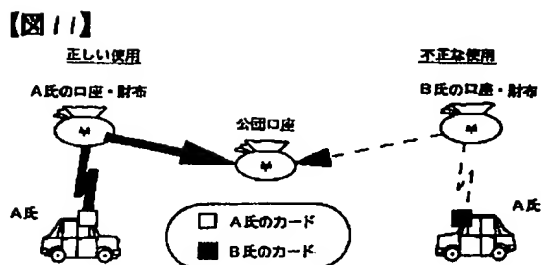 【図11】
正しい使用
不正な使用
A氏の口座・財布
B氏の口座・財布
公団口座
¥
¥
¥
A氏
A氏
A氏のカード
B氏のカード